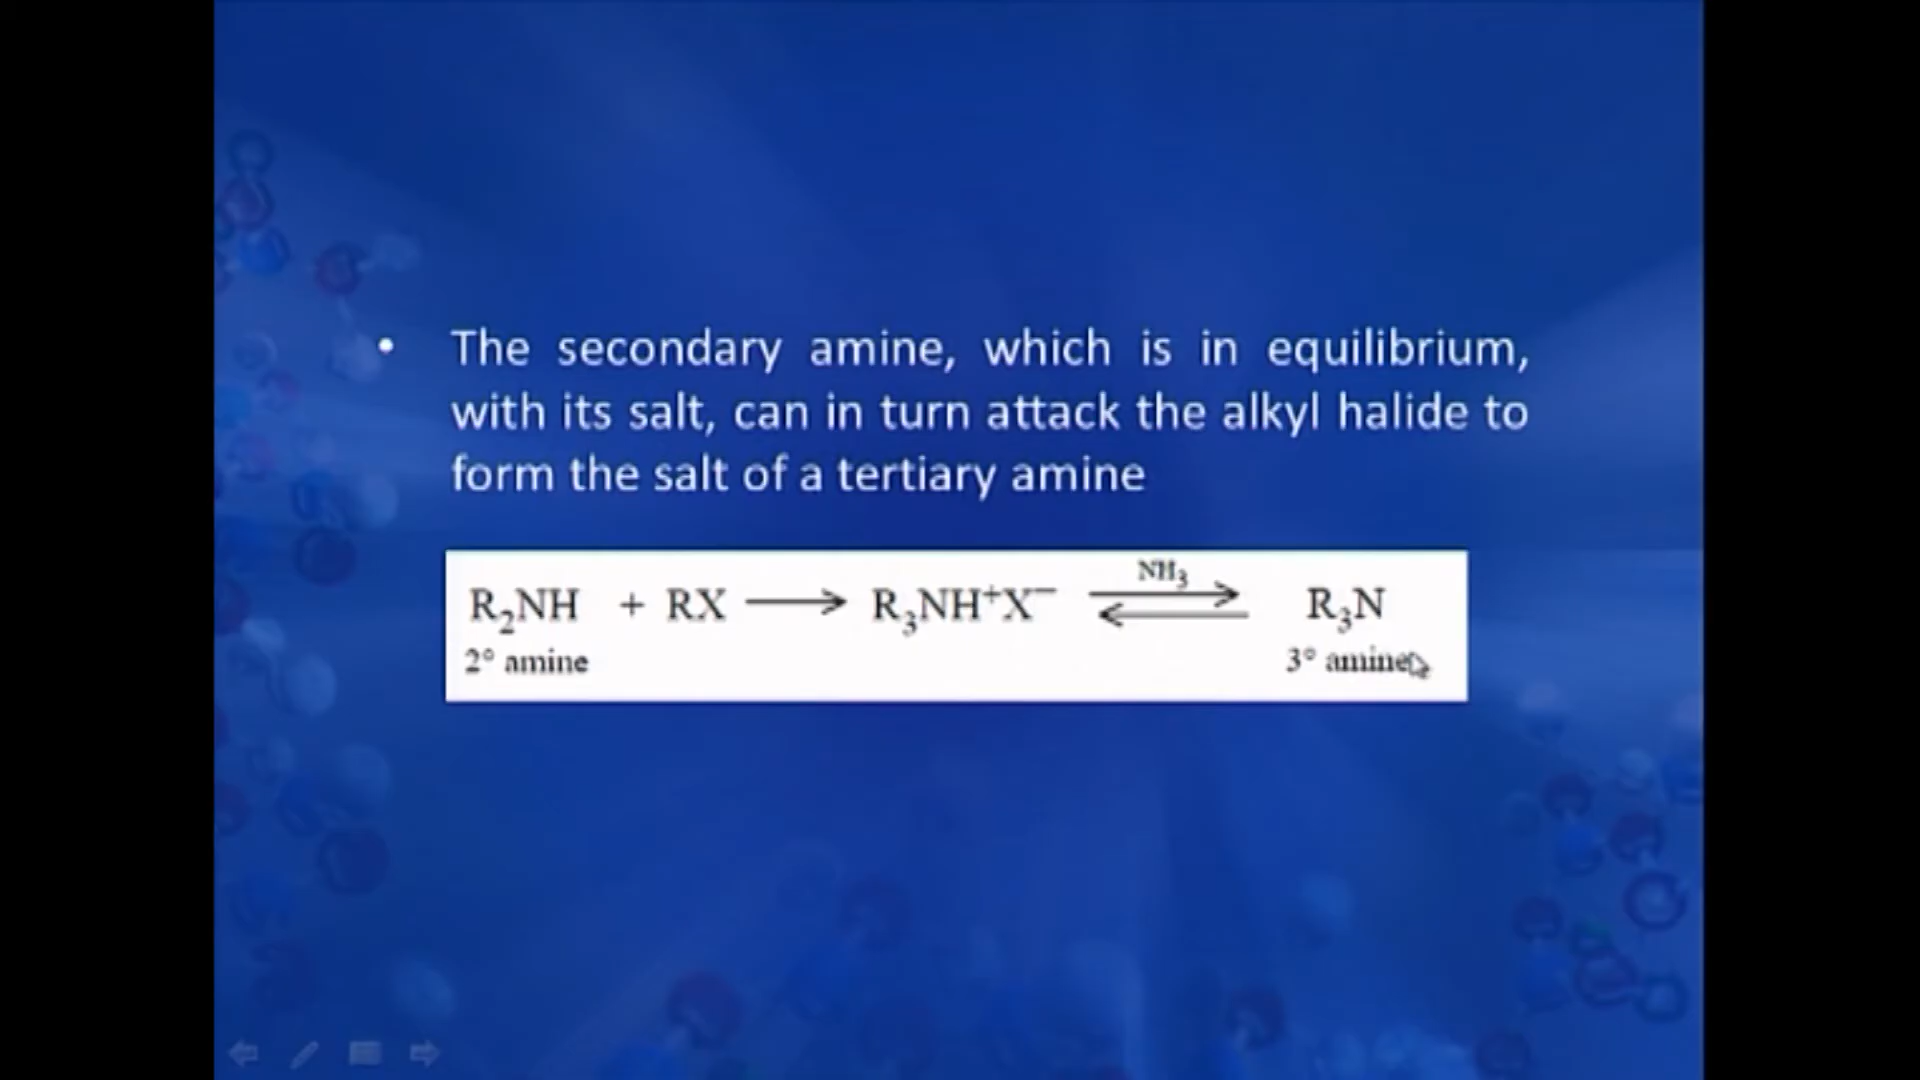 • The secondary amine, which is in equilibrium,
with its salt, can in turn attack the alkyl halide to
form the salt of a tertiary amine
NH₃
R₂NH + RX ⟶ R₃NH⁺X⁻ ⇌ R₃N
2° amine 3° amine